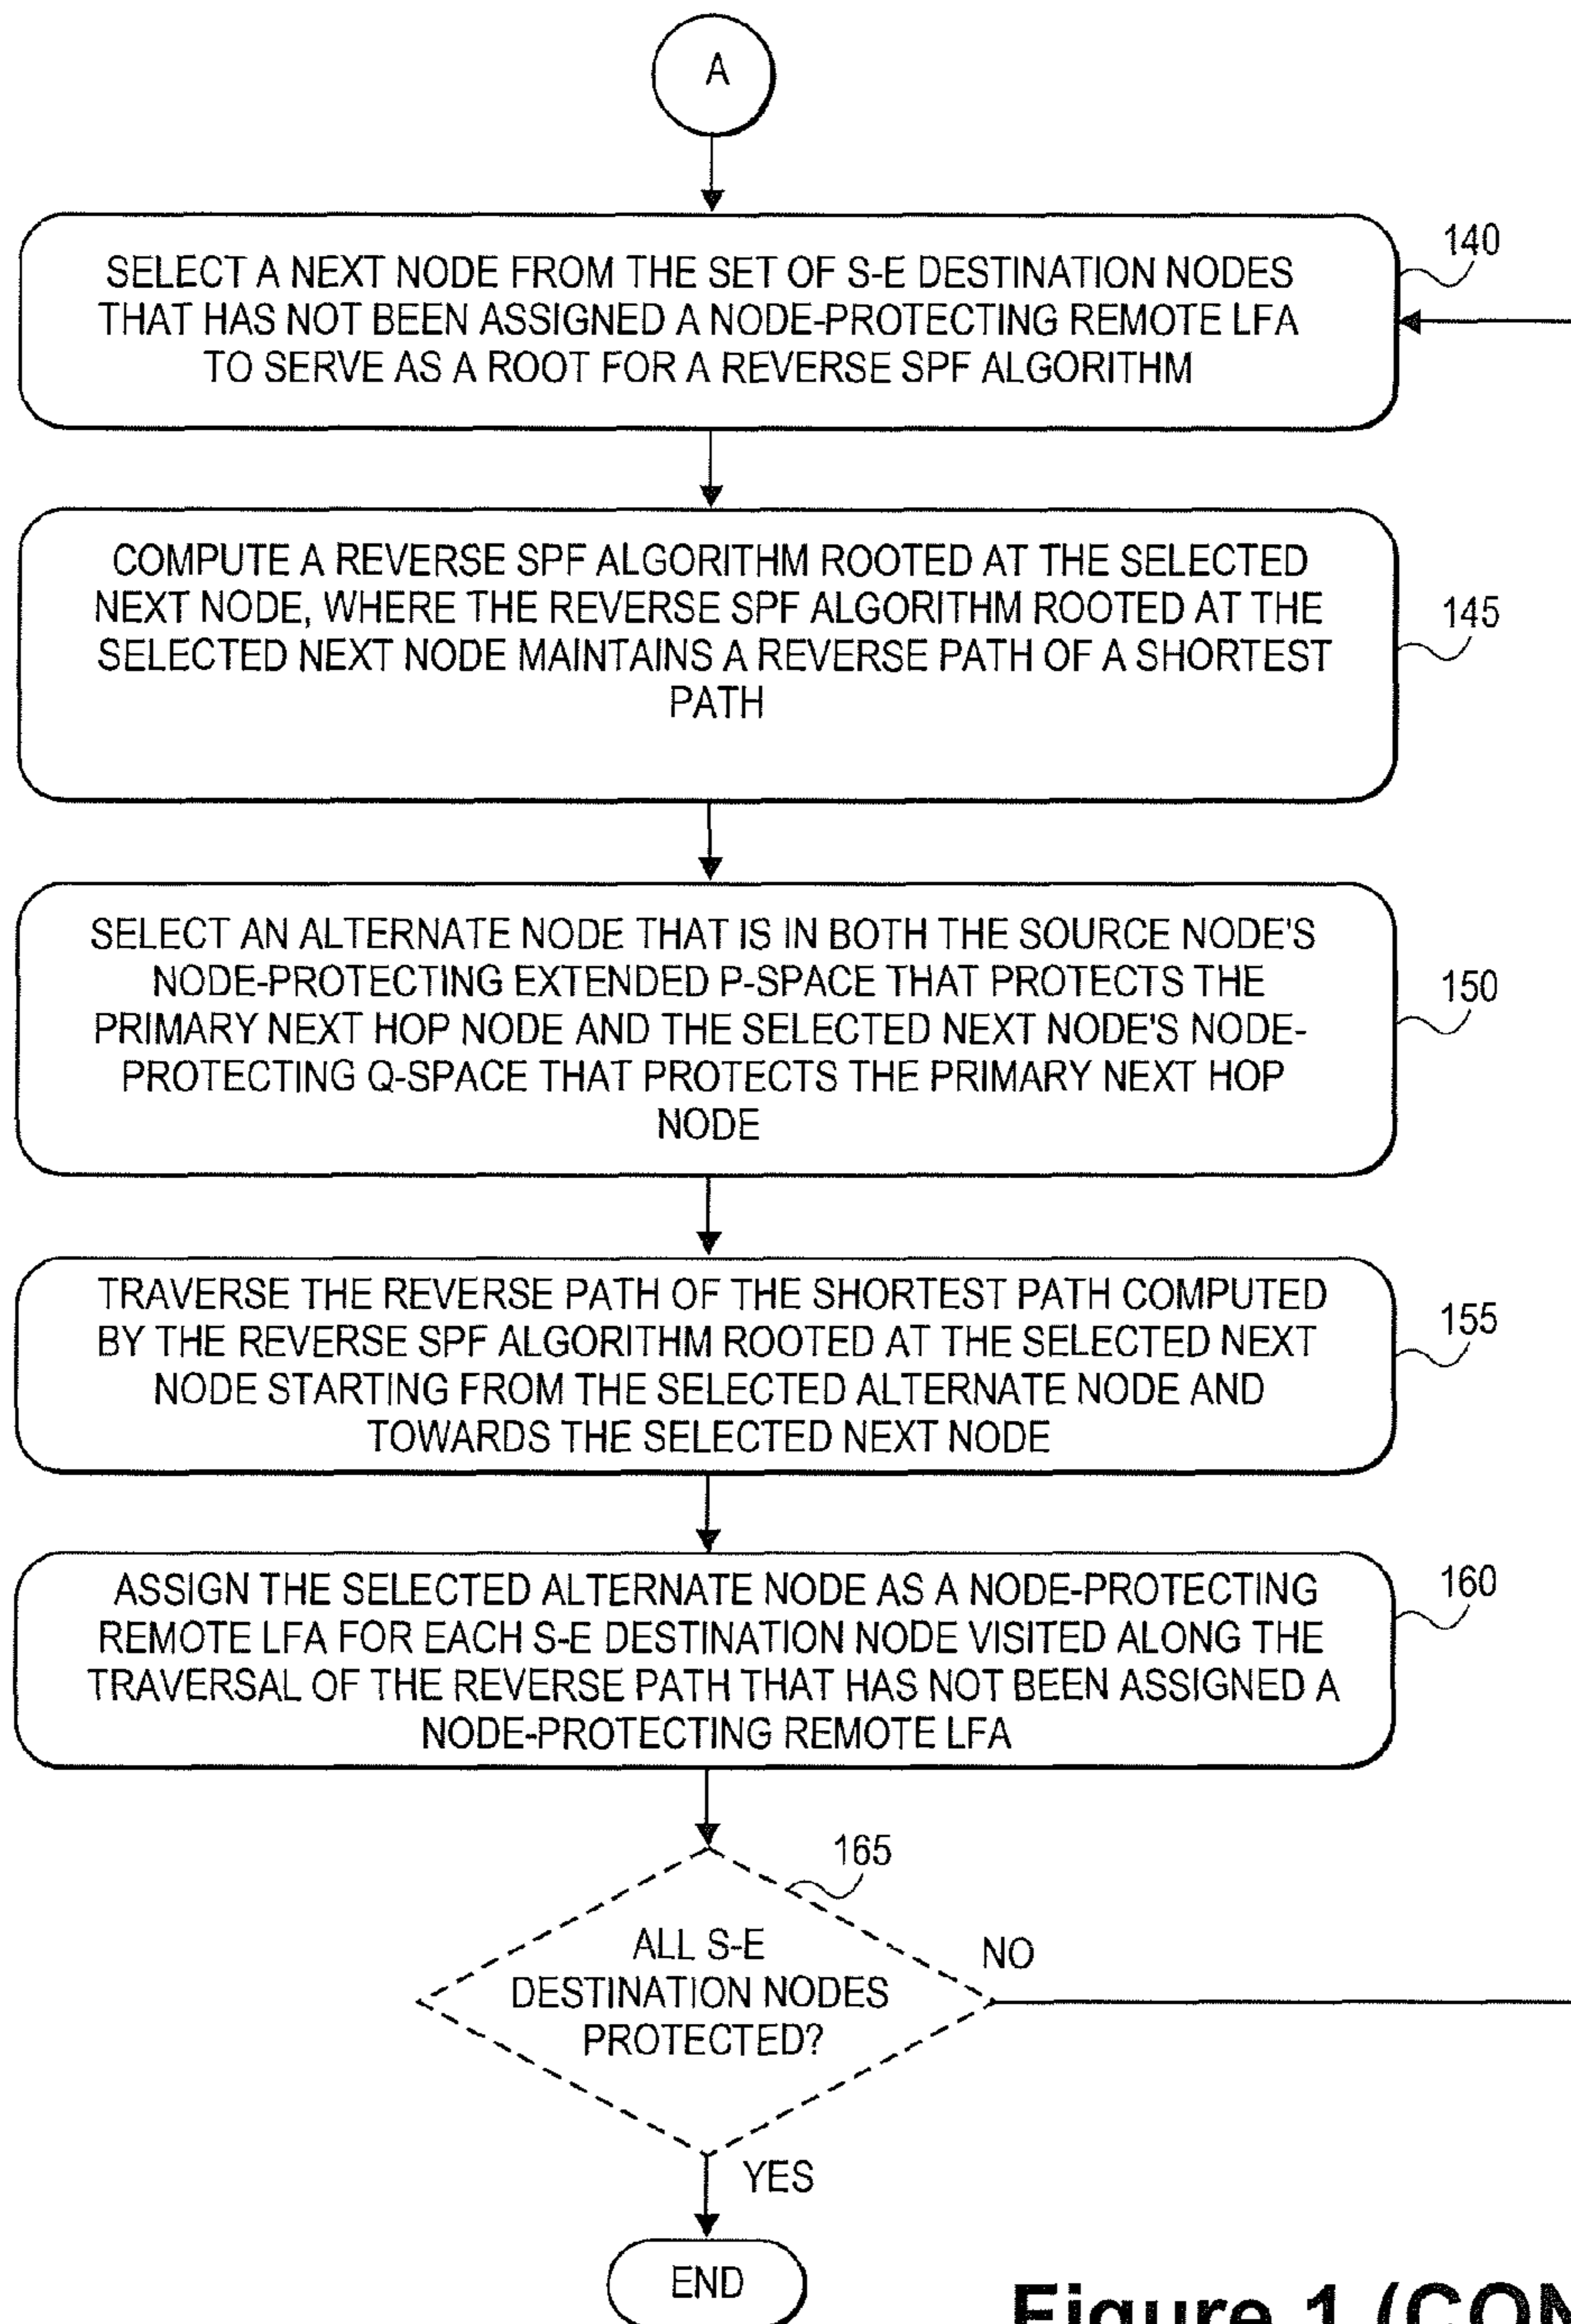 A
140
SELECT A NEXT NODE FROM THE SET OF S-E DESTINATION NODES
THAT HAS NOT BEEN ASSIGNED A NODE-PROTECTING REMOTE LFA
TO SERVE AS A ROOT FOR A REVERSE SPF ALGORITHM
COMPUTE A REVERSE SPF ALGORITHM ROOTED AT THE SELECTED
NEXT NODE, WHERE THE REVERSE SPF ALGORITHM ROOTED AT THE
145
SELECTED NEXT NODE MAINTAINS A REVERSE PATH OF A SHORTEST
PATH
SELECT AN ALTERNATE NODE THAT IS IN BOTH THE SOURCE NODE'S
NODE-PROTECTING EXTENDED P-SPACE THAT PROTECTS THE
150
PRIMARY NEXT HOP NODE AND THE SELECTED NEXT NODE'S NODE-
PROTECTING Q-SPACE THAT PROTECTS THE PRIMARY NEXT HOP
NODE
TRAVERSE THE REVERSE PATH OF THE SHORTEST PATH COMPUTED
155
BY THE REVERSE SPF ALGORITHM ROOTED AT THE SELECTED NEXT
NODE STARTING FROM THE SELECTED ALTERNATE NODE AND
TOWARDS THE SELECTED NEXT NODE
160
ASSIGN THE SELECTED ALTERNATE NODE AS A NODE-PROTECTING
REMOTE LFA FOR EACH S-E DESTINATION NODE VISITED ALONG THE
TRAVERSAL OF THE REVERSE PATH THAT HAS NOT BEEN ASSIGNED A
NODE-PROTECTING REMOTE LFA
165
ALL S-E
DESTINATION NODES
PROTECTED?
NO
YES
END
Figure 1 (CON